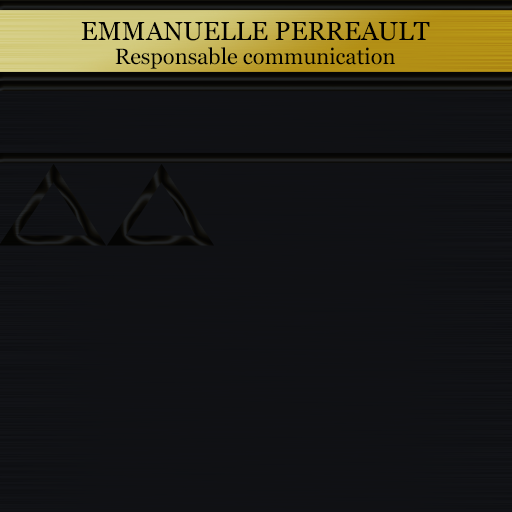 EMMANUELLE PERREAULT
Responsable communication